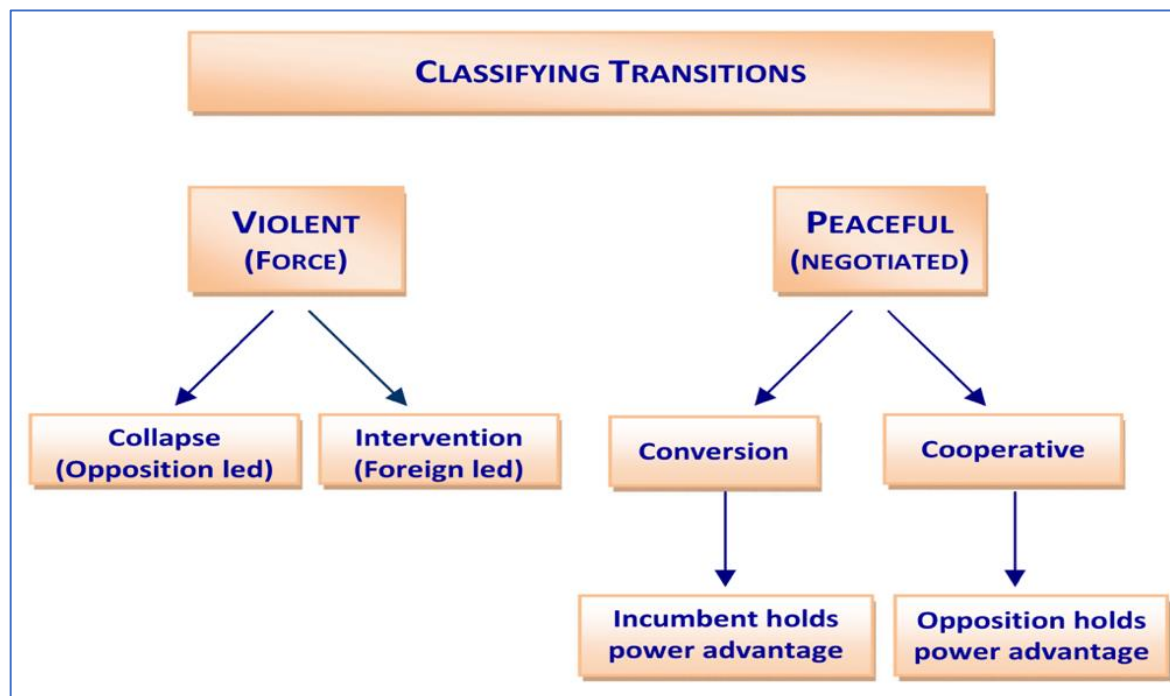 CLASSIFYING TRANSITIONS
VIOLENT
(FORCE)
PEACEFUL
(NEGOTIATED)
Collapse
(Opposition led)
Intervention
(Foreign led)
Conversion
Cooperative
Incumbent holds
power advantage
Opposition holds
power advantage